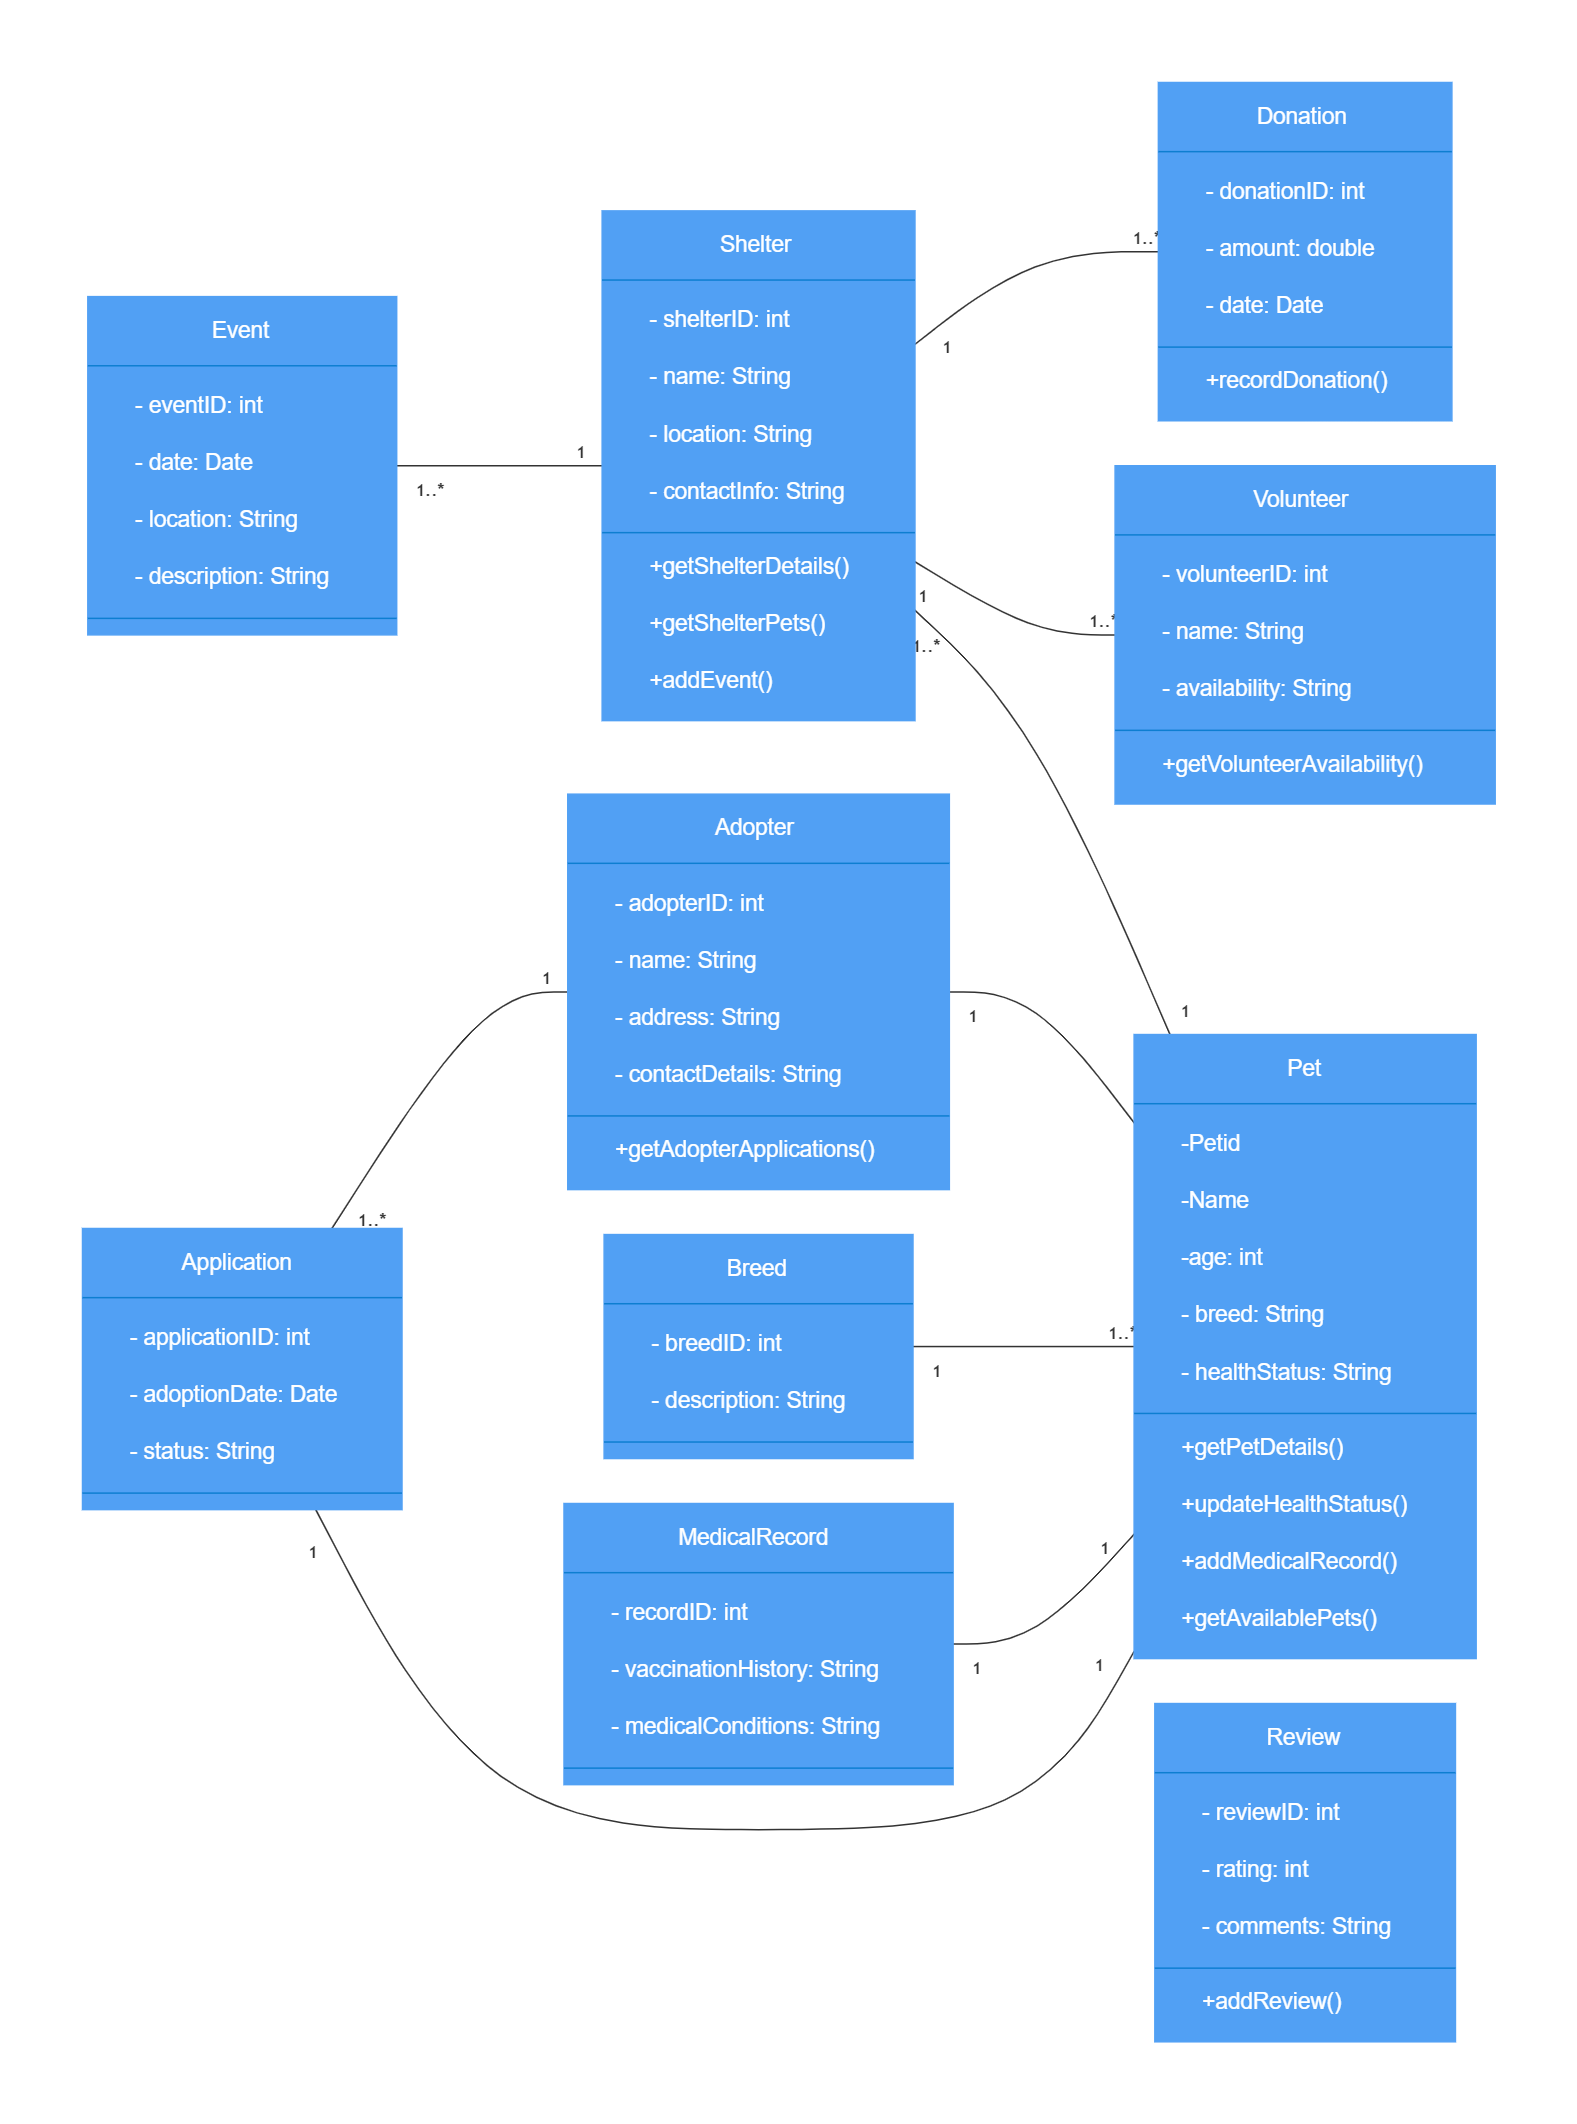 Donation
- donationID: int
- amount: double
- date: Date
+recordDonation()
Shelter
- shelterID: int
- name: String
- location: String
- contactInfo: String
+getShelterDetails()
+getShelterPets()
+addEvent()
Event
- eventID: int
- date: Date
- location: String
- description: String
1..*
1
1
1..*
Volunteer
- volunteerID: int
- name: String
- availability: String
+getVolunteerAvailability()
1
1..*
1..*
1
Adopter
- adopterID: int
- name: String
- address: String
- contactDetails: String
+getAdopterApplications()
1
1..*
1
Pet
-Petid
-Name
-age: int
- breed: String
- healthStatus: String
+getPetDetails()
+updateHealthStatus()
+addMedicalRecord()
+getAvailablePets()
Application
- applicationID: int
- adoptionDate: Date
- status: String
Breed
- breedID: int
- description: String
1
1..*
MedicalRecord
- recordID: int
- vaccinationHistory: String
- medicalConditions: String
1
1
1
1
Review
- reviewID: int
- rating: int
- comments: String
+addReview()